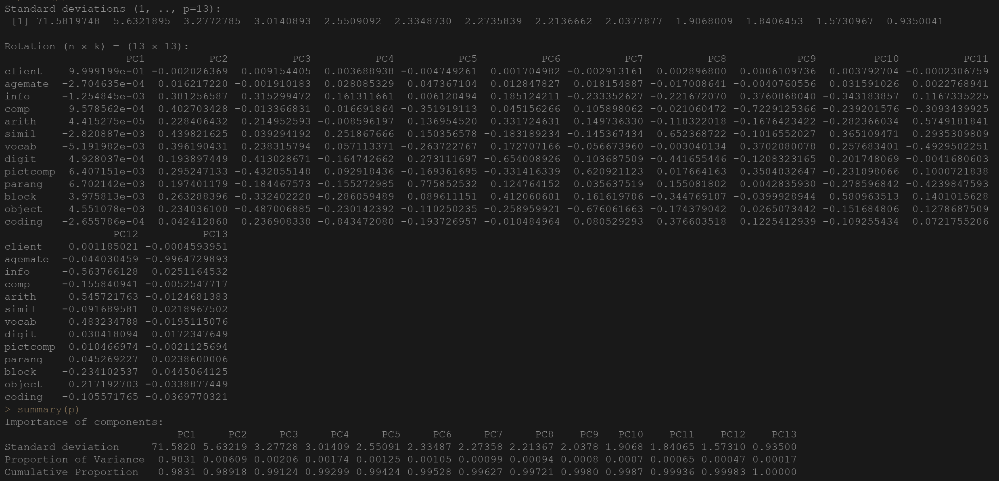 Standard deviations (1, .., p=13):
 [1] 71.5819748  5.6321895  3.2772785  3.0140893  2.5509092  2.3348730  2.2735839  2.2136662  2.0377877  1.9068009  1.8406453  1.5730967  0.9350041
Rotation (n x k) = (13 x 13):
                   PC1          PC2          PC3          PC4          PC5          PC6          PC7          PC8           PC9         PC10          PC11
client    9.999199e-01 -0.002026369  0.009154405  0.003688938 -0.004749261  0.001704982 -0.002913161  0.002896800  0.0006109736  0.003792704 -0.0002306759
agemate  -2.704635e-04  0.016217220 -0.001910183  0.028085329  0.047367104  0.012847827  0.018154887 -0.017008641 -0.0040760556  0.031591026  0.0022768941
info     -1.254845e-03  0.381256587  0.315299472  0.161311661  0.006120494  0.185124211 -0.233352627 -0.221672070  0.3760868040 -0.343183857  0.1167335225
comp      9.578562e-04  0.402703428 -0.013366831  0.016691864 -0.351919113  0.045156266  0.105898062 -0.021060472 -0.7229125366 -0.239201576 -0.3093439925
arith     4.415275e-05  0.228406432  0.214952593 -0.008596197  0.136954520  0.331724631  0.149736330 -0.118322018 -0.1676423422 -0.282366034  0.5749181841
simil    -2.820887e-03  0.439821625  0.039294192  0.251867666  0.150356578 -0.183189234 -0.145367434  0.652368722 -0.1016552027  0.365109471  0.2935309809
vocab    -5.191982e-03  0.396190431  0.238315794  0.057113371 -0.263722767  0.172707166 -0.056673960 -0.003040134  0.3702080078  0.257683401 -0.4929502251
digit     4.928037e-04  0.193897449  0.413028671 -0.164742662  0.273111697 -0.654008926  0.103687509 -0.441655446 -0.1208323165  0.201748069 -0.0041680603
pictcomp  6.407151e-03  0.295247133 -0.432855148  0.092918436 -0.169361695 -0.331416339  0.620921123  0.017664163  0.3584832647 -0.231898066  0.1000721838
parang    6.702142e-03  0.197401179 -0.184467573 -0.155272985  0.775852532  0.124764152  0.035637519  0.155081802  0.0042835930 -0.278596842 -0.4239847593
block     3.975813e-03  0.263288396 -0.332402220 -0.286059489  0.089611151  0.412060601  0.161619786 -0.344769187 -0.0399928944  0.580963513  0.1401015628
object    4.551078e-03  0.234036100 -0.487006885 -0.230142392 -0.110250235 -0.258959921 -0.676061663 -0.174379042  0.0265073442 -0.151684806  0.1278687509
coding   -2.655786e-04  0.042412860  0.236908338 -0.843472080 -0.193726957 -0.010484964  0.080529293  0.376603518  0.1225412939 -0.109255434  0.0721755206
                 PC12          PC13
client    0.001185021 -0.0004593951
agemate  -0.044030459 -0.9964729893
info     -0.563766128  0.0251164532
comp     -0.155840941 -0.0052547717
arith     0.545721763 -0.0124681383
simil    -0.091689581  0.0218967502
vocab     0.483234788 -0.0195115076
digit     0.030418094  0.0172347649
pictcomp  0.010466974 -0.0021125694
parang    0.045269227  0.0238600006
block    -0.234102537  0.0445064125
object    0.217192703 -0.0338877449
coding   -0.105571765 -0.0369770321
> summary(p)
Importance of components:
                           PC1     PC2     PC3     PC4     PC5     PC6     PC7     PC8    PC9   PC10    PC11    PC12    PC13
Standard deviation     71.5820 5.63219 3.27728 3.01409 2.55091 2.33487 2.27358 2.21367 2.0378 1.9068 1.84065 1.57310 0.93500
Proportion of Variance  0.9831 0.00609 0.00206 0.00174 0.00125 0.00105 0.00099 0.00094 0.0008 0.0007 0.00065 0.00047 0.00017
Cumulative Proportion   0.9831 0.98918 0.99124 0.99299 0.99424 0.99528 0.99627 0.99721 0.9980 0.9987 0.99936 0.99983 1.00000